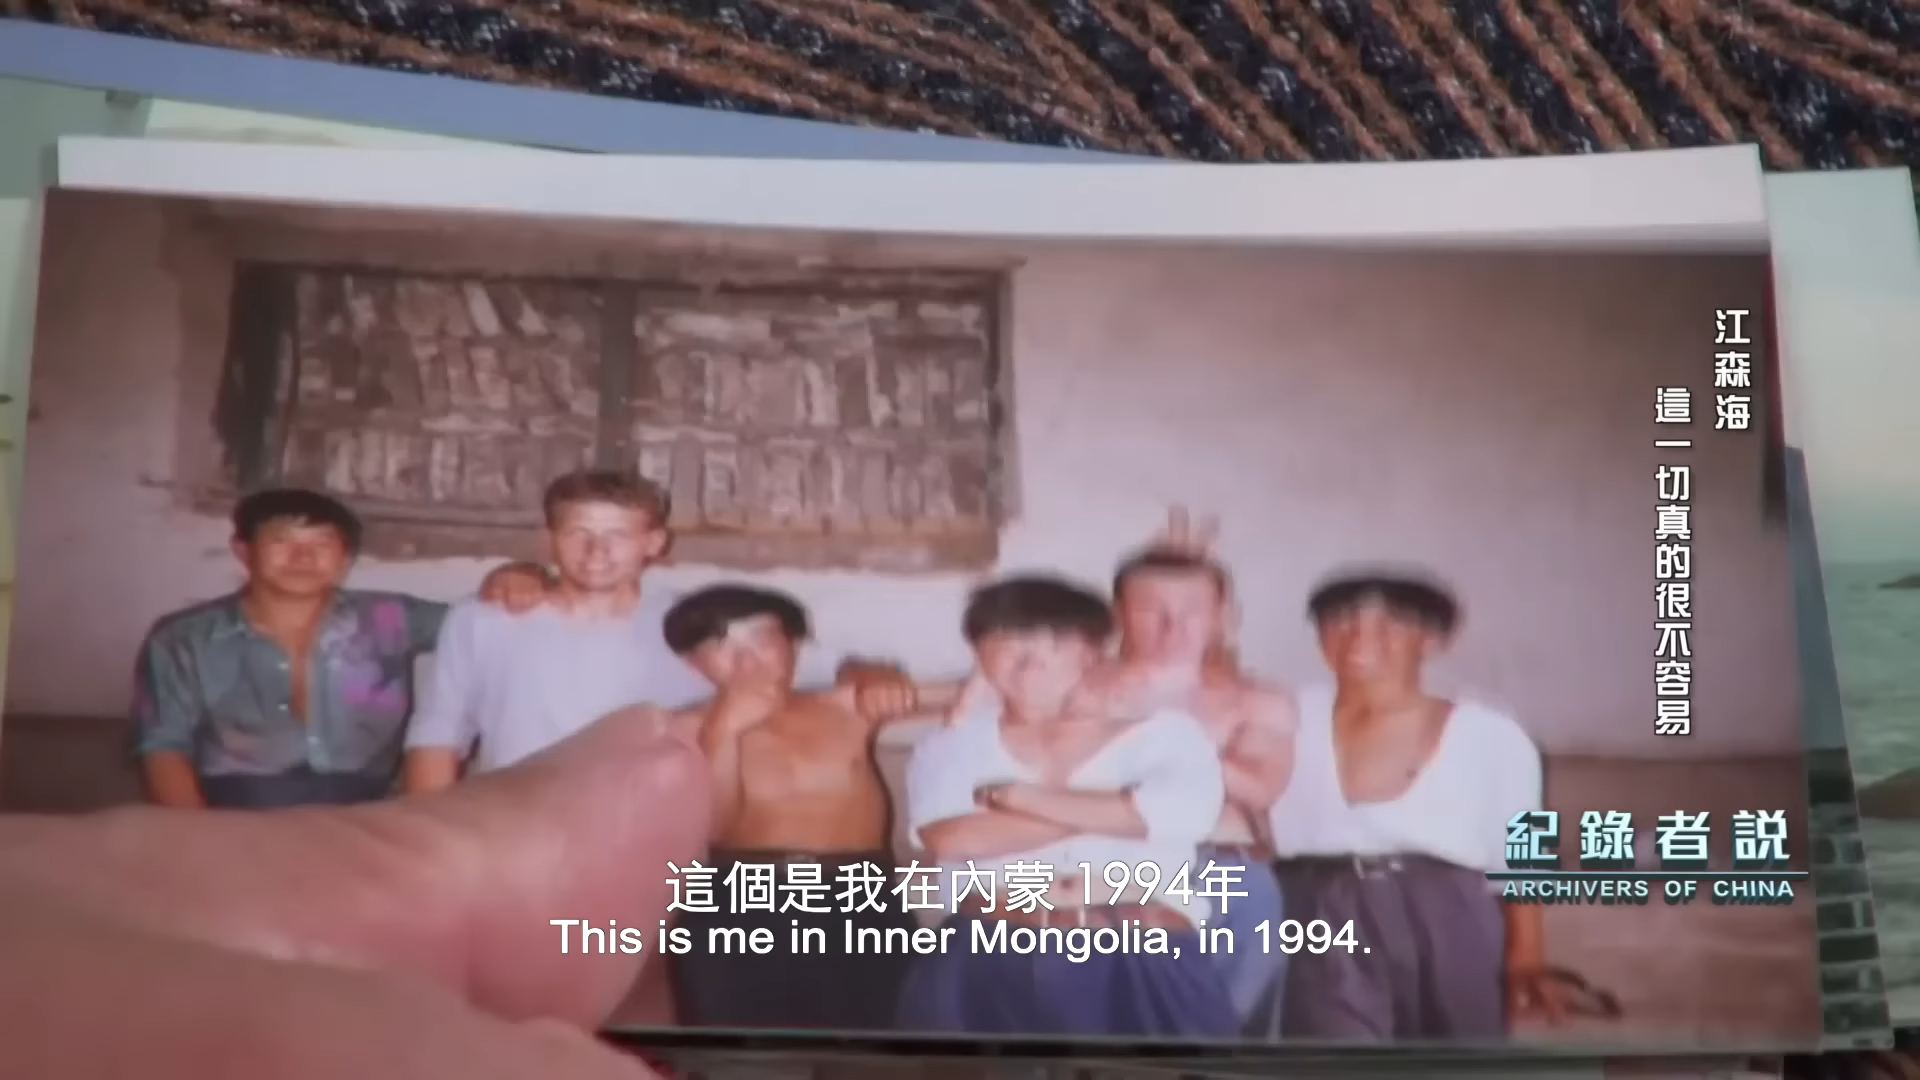 江森海
這一切真的很不容易
紀錄者説
ARCHIVERS OF CHINA
這個是我在內蒙 1994年
This is me in Inner Mongolia, in 1994.